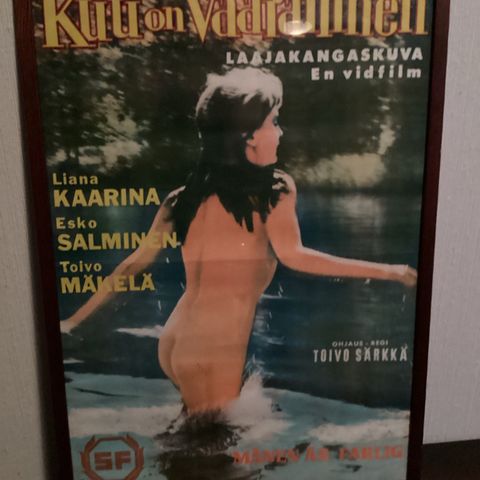 Kuu on vaarallinen
LAAJAKANGASKUVA
En vidfilm
Liana
KAARINA
Esko
SALMINEN
Toivo
MÄKELÄ
OHJAUS - REGI
TOIVO SÄRKKÄ
MÅNEN ÄR FARLIG
SF